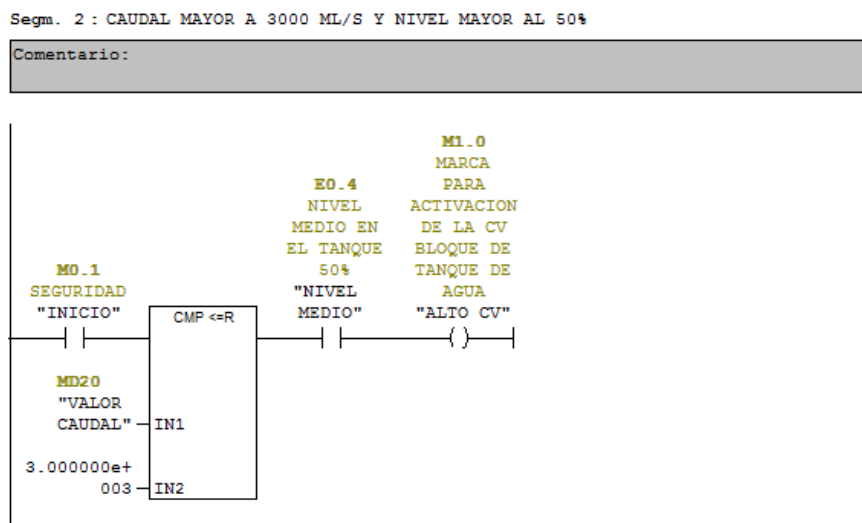 Segm. 2 : CAUDAL MAYOR A 3000 ML/S Y NIVEL MAYOR AL 50%
Comentario:
M0.1
SEGURIDAD
"INICIO"
CMP <=R
MD20
"VALOR
CAUDAL"
IN1
3.000000e+
003
IN2
E0.4
NIVEL
MEDIO EN
EL TANQUE
50%
"NIVEL
MEDIO"
M1.0
MARCA
PARA
ACTIVACION
DE LA CV
BLOQUE DE
TANQUE DE
AGUA
"ALTO CV"